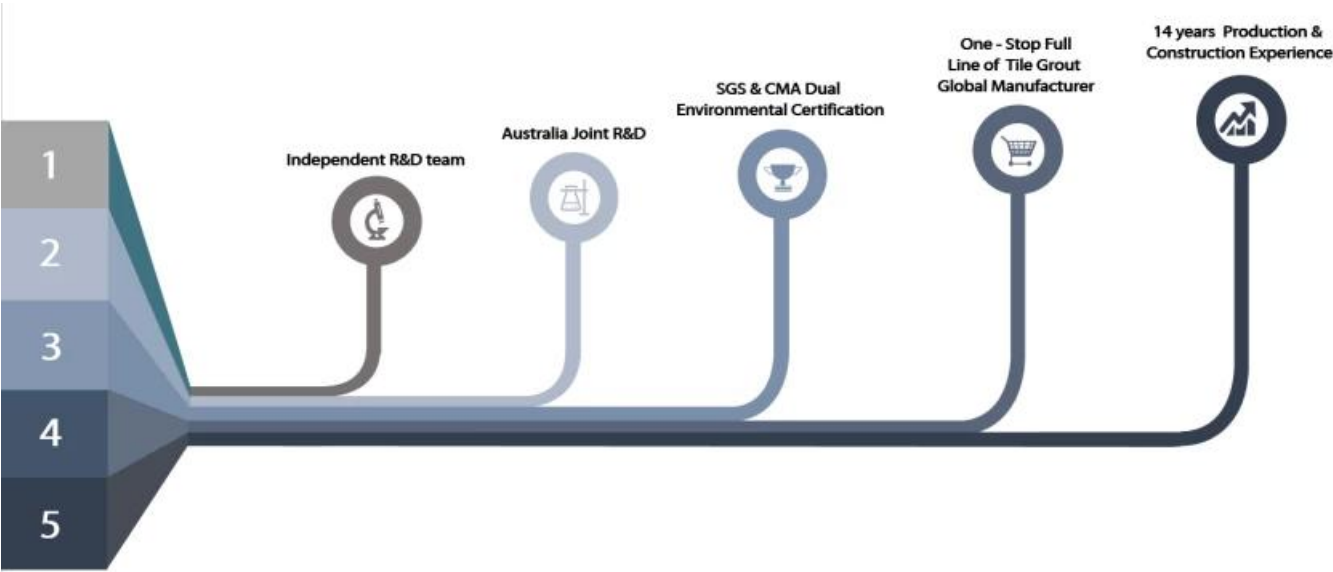 1
2
3
4
5
Independent R&D team
Australia Joint R&D
SGS & CMA Dual
Environmental Certification
One - Stop Full
Line of Tile Grout
Global Manufacturer
14 years Production &
Construction Experience